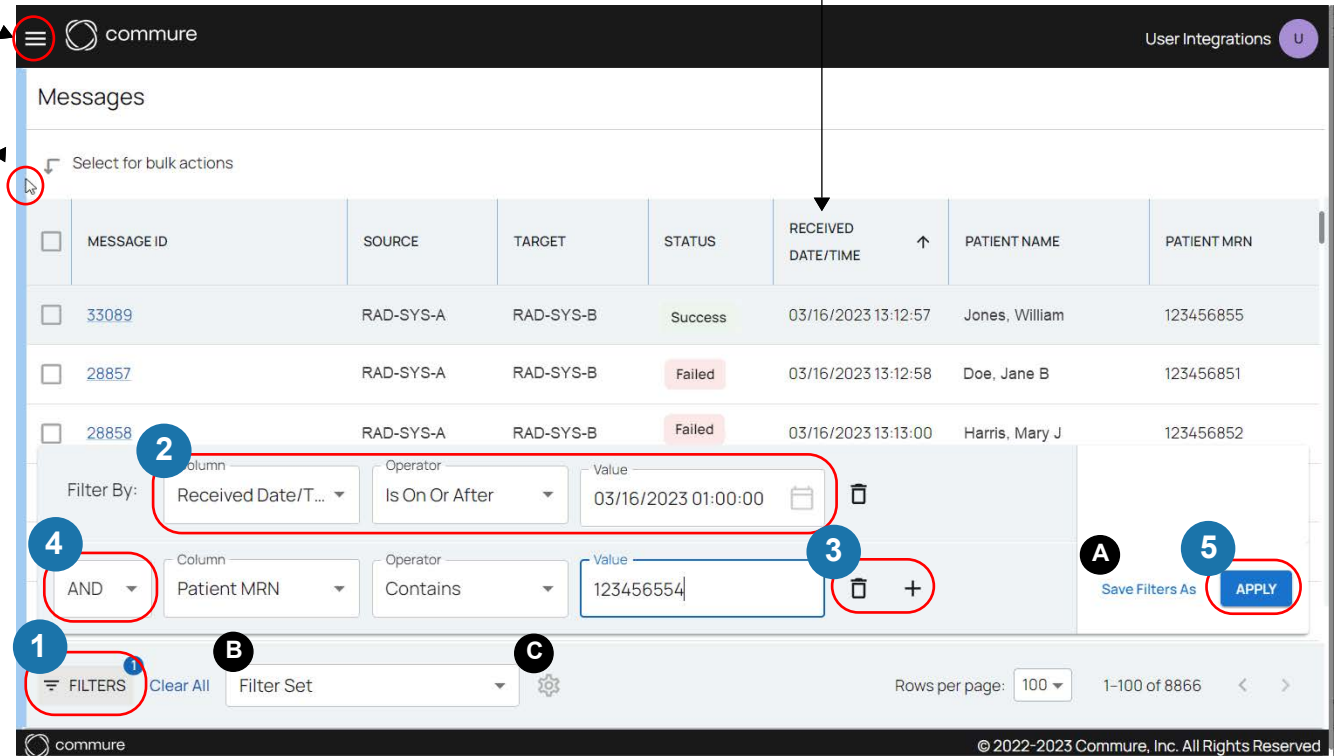 commure
User Integrations U
Messages
Select for bulk actions
MESSAGE ID SOURCE TARGET STATUS RECEIVED DATE/TIME PATIENT NAME PATIENT MRN
33089 RAD-SYS-A RAD-SYS-B Success 03/16/2023 13:12:57 Jones, William 123456855
28857 RAD-SYS-A RAD-SYS-B Failed 03/16/2023 13:12:58 Doe, Jane B 123456851
28858 RAD-SYS-A RAD-SYS-B Failed 03/16/2023 13:13:00 Harris, Mary J 123456852
2
Column Operator Value
Filter By: Received Date/T... Is On Or After 03/16/2023 01:00:00
4 3 A 5
Column Operator Value
AND Patient MRN Contains 123456554 Save Filters As APPLY
1 B C
1
FILTERS Clear All Filter Set Rows per page: 100 1–100 of 8866
commure © 2022-2023 Commure, Inc. All Rights Reserved